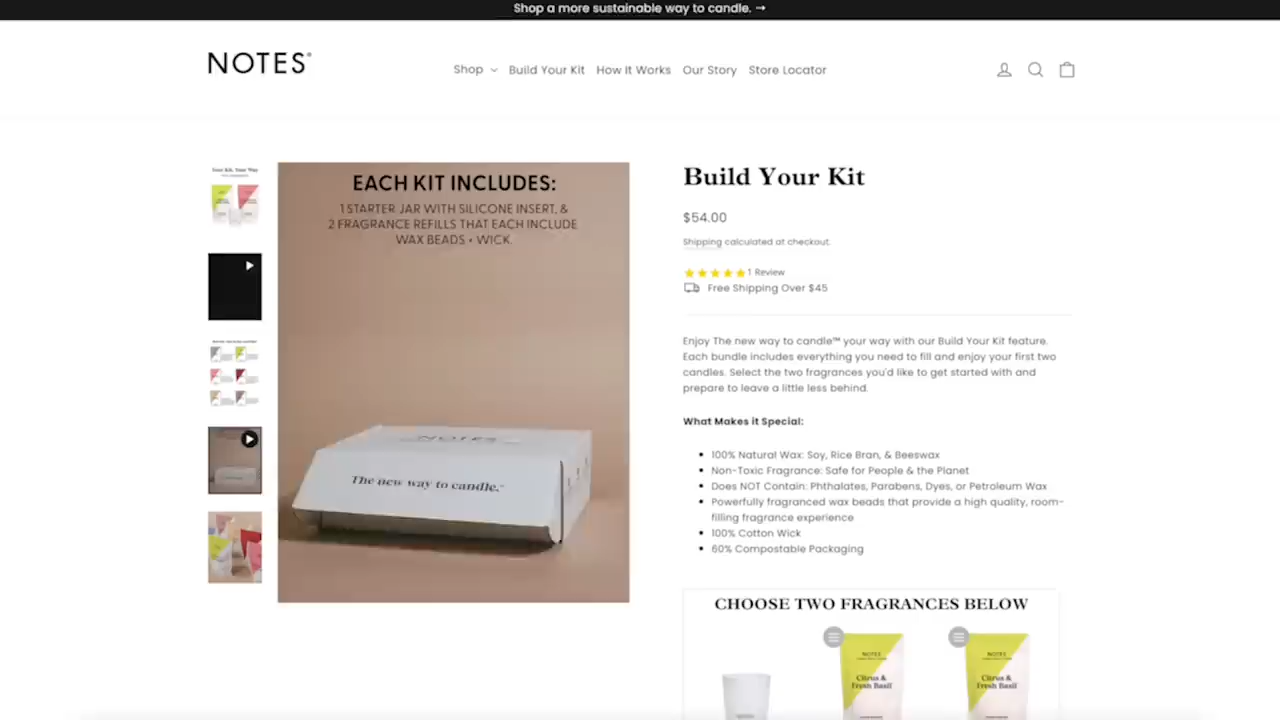 Shop a more sustainable way to candle. →
NOTES®
Shop
Build Your Kit
How It Works
Our Story
Store Locator
EACH KIT INCLUDES:
1 STARTER JAR WITH SILICONE INSERT, &
2 FRAGRANCE REFILLS THAT EACH INCLUDE
WAX BEADS + WICK.
NOTES
The new way to candle.
Build Your Kit
$54.00
Shipping calculated at checkout.
1 Review
Free Shipping Over $45
Enjoy The new way to candle™ your way with our Build Your Kit feature.
Each bundle includes everything you need to fill and enjoy your first two
candles. Select the two fragrances you'd like to get started with and
prepare to leave a little less behind.
What Makes it Special:
100% Natural Wax: Soy, Rice Bran, & Beeswax
Non-Toxic Fragrance: Safe for People & the Planet
Does NOT Contain: Phthalates, Parabens, Dyes, or Petroleum Wax
Powerfully fragranced wax beads that provide a high quality, room-
filling fragrance experience
100% Cotton Wick
60% Compostable Packaging
CHOOSE TWO FRAGRANCES BELOW
NOTES
Citrus &
Fresh Basil
NOTES
Citrus &
Fresh Basil